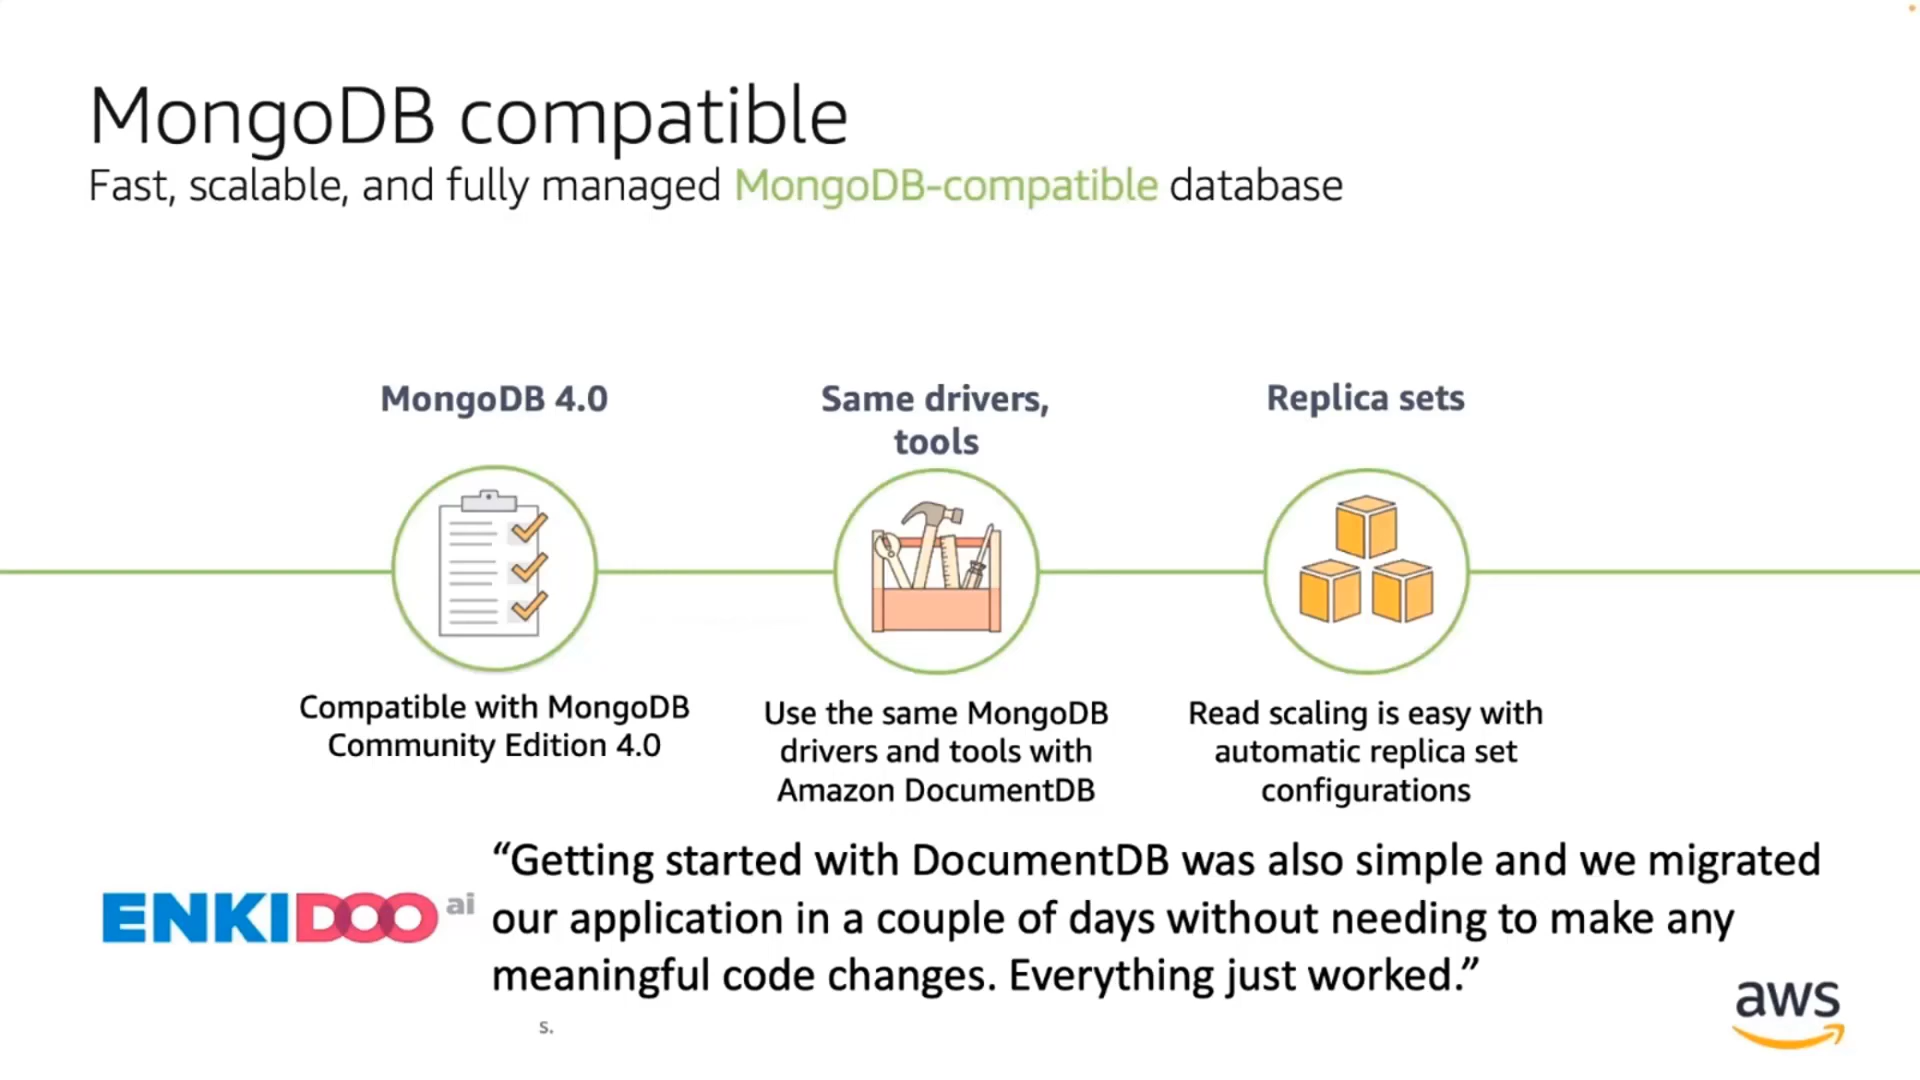 MongoDB compatible
Fast, scalable, and fully managed MongoDB-compatible database
MongoDB 4.0
Same drivers,
tools
Replica sets
Compatible with MongoDB
Community Edition 4.0
Use the same MongoDB
drivers and tools with
Amazon DocumentDB
Read scaling is easy with
automatic replica set
configurations
ENKIDOO ai
“Getting started with DocumentDB was also simple and we migrated
our application in a couple of days without needing to make any
meaningful code changes. Everything just worked.”
s.
aws